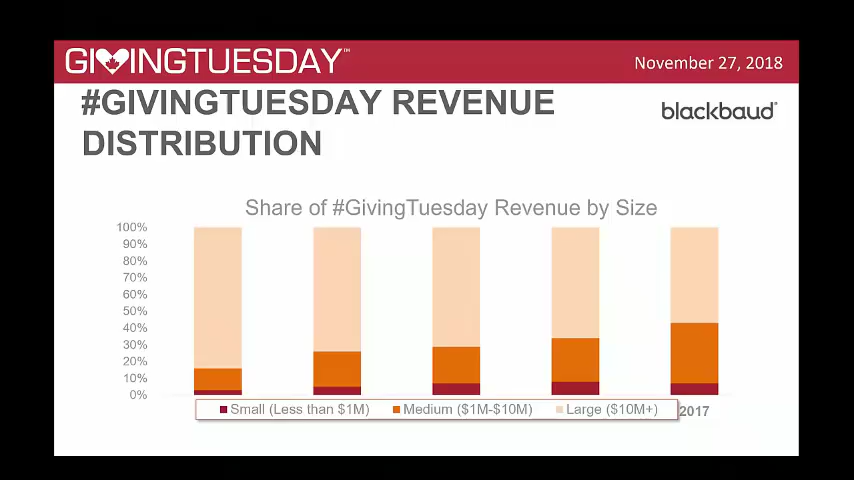 GIVINGTUESDAY™
November 27, 2018
#GIVINGTUESDAY REVENUE
DISTRIBUTION
blackbaud®
Share of #GivingTuesday Revenue by Size
100%
90%
80%
70%
60%
50%
40%
30%
20%
10%
0%
Small (Less than $1M) Medium ($1M-$10M) Large ($10M+)
2017